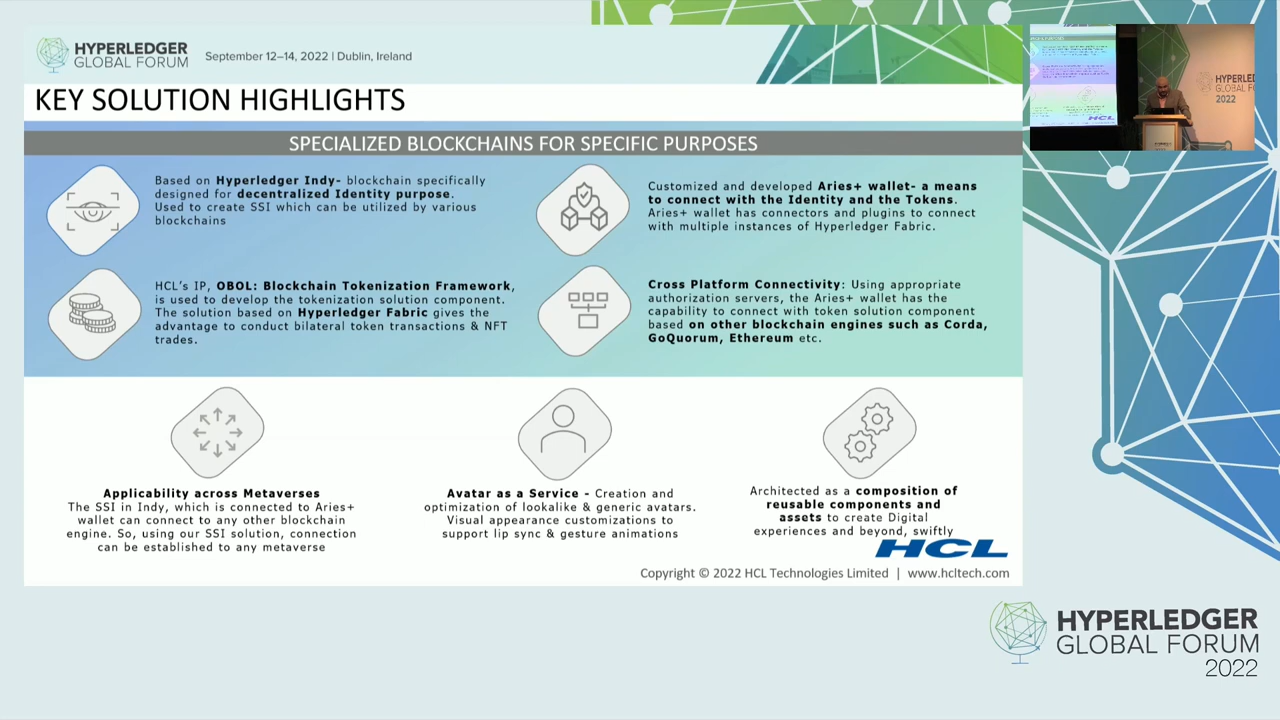 HYPERLEDGER
GLOBAL FORUM
September 12–14, 2022 | Dublin, Ireland
KEY SOLUTION HIGHLIGHTS
SPECIALIZED BLOCKCHAINS FOR SPECIFIC PURPOSES
Based on Hyperledger Indy- blockchain specifically
designed for decentralized Identity purpose.
Used to create SSI which can be utilized by various
blockchains
Customized and developed Aries+ wallet- a means
to connect with the Identity and the Tokens.
Aries+ wallet has connectors and plugins to connect
with multiple instances of Hyperledger Fabric.
HCL's IP, OBOL: Blockchain Tokenization Framework,
is used to develop the tokenization solution component.
The solution based on Hyperledger Fabric gives the
advantage to conduct bilateral token transactions & NFT
trades.
Cross Platform Connectivity: Using appropriate
authorization servers, the Aries+ wallet has the
capability to connect with token solution component
based on other blockchain engines such as Corda,
GoQuorum, Ethereum etc.
Applicability across Metaverses
The SSI in Indy, which is connected to Aries+
wallet can connect to any other blockchain
engine. So, using our SSI solution, connection
can be established to any metaverse
Avatar as a Service - Creation and
optimization of lookalike & generic avatars.
Visual appearance customizations to
support lip sync & gesture animations
Architected as a composition of
reusable components and
assets to create Digital
experiences and beyond, swiftly
HCL
Copyright © 2022 HCL Technologies Limited | www.hcltech.com
HYPERLEDGER
GLOBAL FORUM
2022
HCL
HYPERLEDGER
GLOBAL FORUM
2022